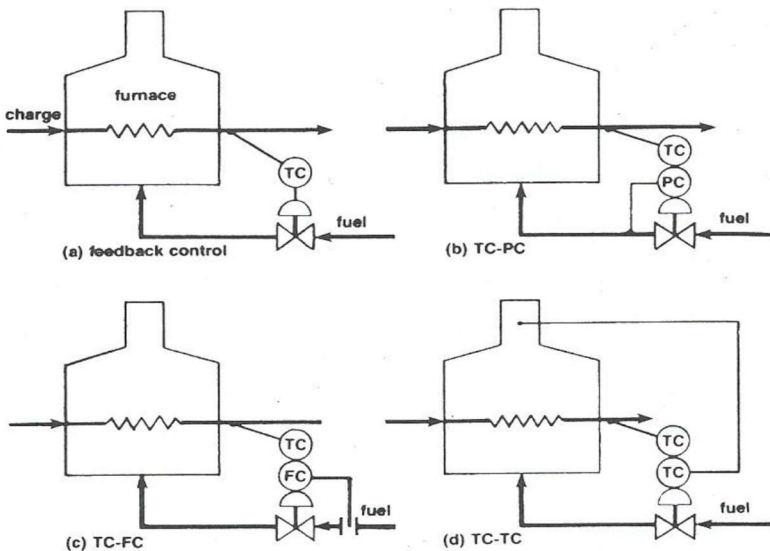 furnace
charge
TC
fuel
(a) feedback control
TC
PC
fuel
(b) TC-PC
TC
FC
fuel
(c) TC-FC
TC
TC
fuel
(d) TC-TC